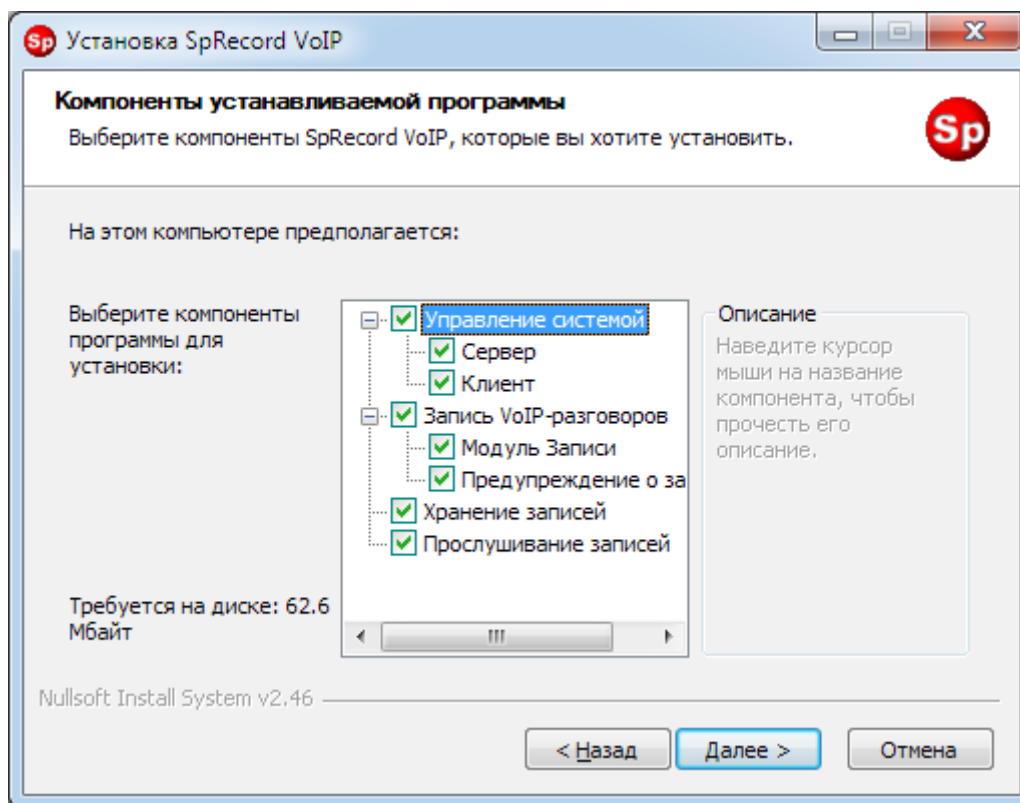 Sp Установка SpRecord VoIP
Компоненты устанавливаемой программы
Выберите компоненты SpRecord VoIP, которые вы хотите установить.
Sp
На этом компьютере предполагается:
Выберите компоненты
программы для
установки:
Управление системой
Сервер
Клиент
Запись VoIP-разговоров
Модуль Записи
Предупреждение о за
Хранение записей
Прослушивание записей
Описание
Наведите курсор
мыши на название
компонента, чтобы
прочесть его
описание.
Требуется на диске: 62.6
Мбайт
Nullsoft Install System v2.46
< Назад
Далее >
Отмена